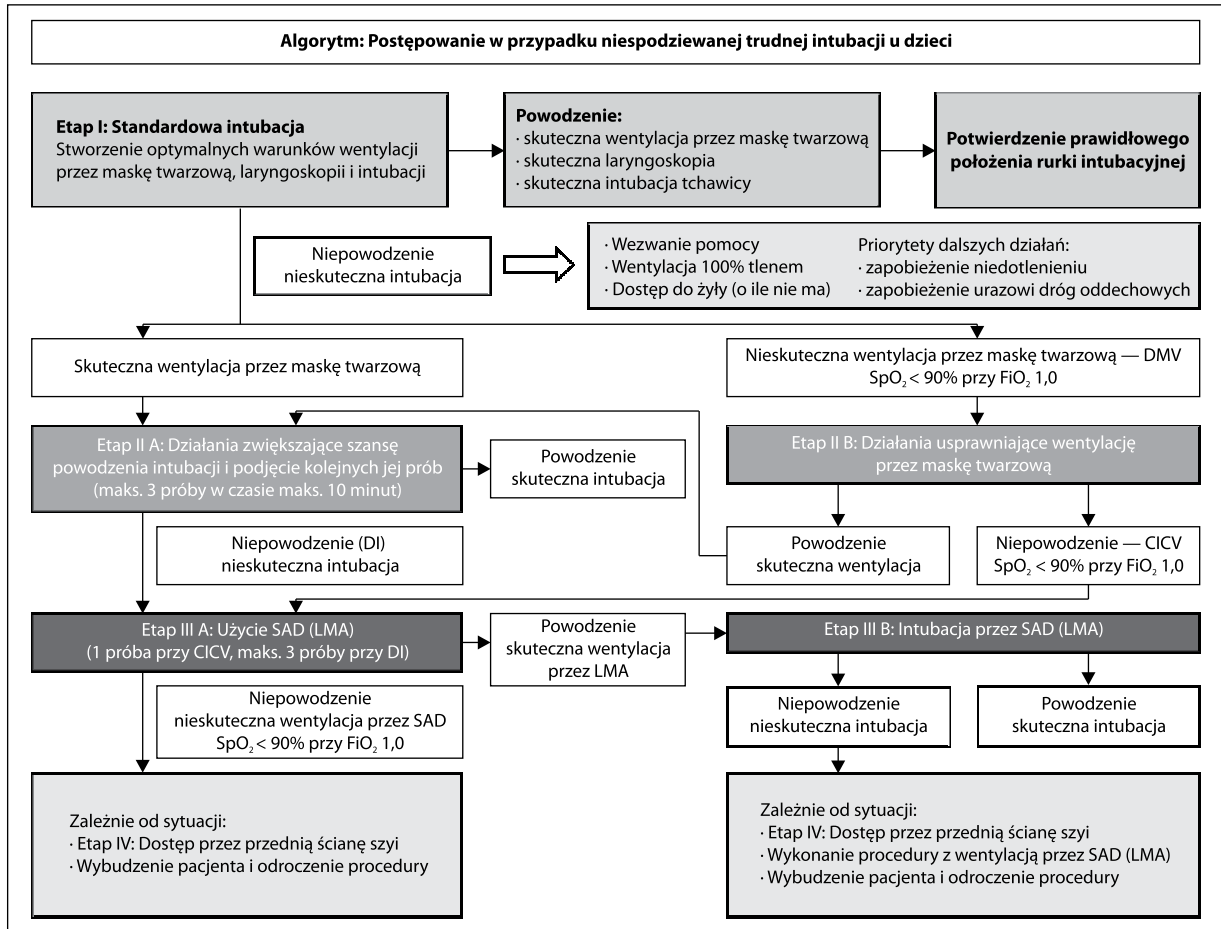 Algorytm: Postępowanie w przypadku niespodziewanej trudnej intubacji u dzieci
Etap I: Standardowa intubacja
Stworzenie optymalnych warunków wentylacji
przez maskę twarzową, laryngoskopii i intubacji
Powodzenie:
· skuteczna wentylacja przez maskę twarzową
· skuteczna laryngoskopia
· skuteczna intubacja tchawicy
Potwierdzenie prawidłowego
położenia rurki intubacyjnej
Niepowodzenie
nieskuteczna intubacja
· Wezwanie pomocy
· Wentylacja 100% tlenem
· Dostęp do żyły (o ile nie ma)
Priorytety dalszych działań:
· zapobieżenie niedotlenieniu
· zapobieżenie urazowi dróg oddechowych
Skuteczna wentylacja przez maskę twarzową
Nieskuteczna wentylacja przez maskę twarzową — DMV
SpO₂ < 90% przy FiO₂ 1,0
Etap II A: Działania zwiększające szansę
powodzenia intubacji i podjęcie kolejnych jej prób
(maks. 3 próby w czasie maks. 10 minut)
Powodzenie
skuteczna intubacja
Etap II B: Działania usprawniające wentylację
przez maskę twarzową
Niepowodzenie (DI)
nieskuteczna intubacja
Powodzenie
skuteczna wentylacja
Niepowodzenie — CICV
SpO₂ < 90% przy FiO₂ 1,0
Etap III A: Użycie SAD (LMA)
(1 próba przy CICV, maks. 3 próby przy DI)
Powodzenie
skuteczna wentylacja
przez LMA
Etap III B: Intubacja przez SAD (LMA)
Niepowodzenie
nieskuteczna wentylacja przez SAD
SpO₂ < 90% przy FiO₂ 1,0
Niepowodzenie
nieskuteczna intubacja
Powodzenie
skuteczna intubacja
Zależnie od sytuacji:
· Etap IV: Dostęp przez przednią ścianę szyi
· Wybudzenie pacjenta i odroczenie procedury
Zależnie od sytuacji:
· Etap IV: Dostęp przez przednią ścianę szyi
· Wykonanie procedury z wentylacją przez SAD (LMA)
· Wybudzenie pacjenta i odroczenie procedury